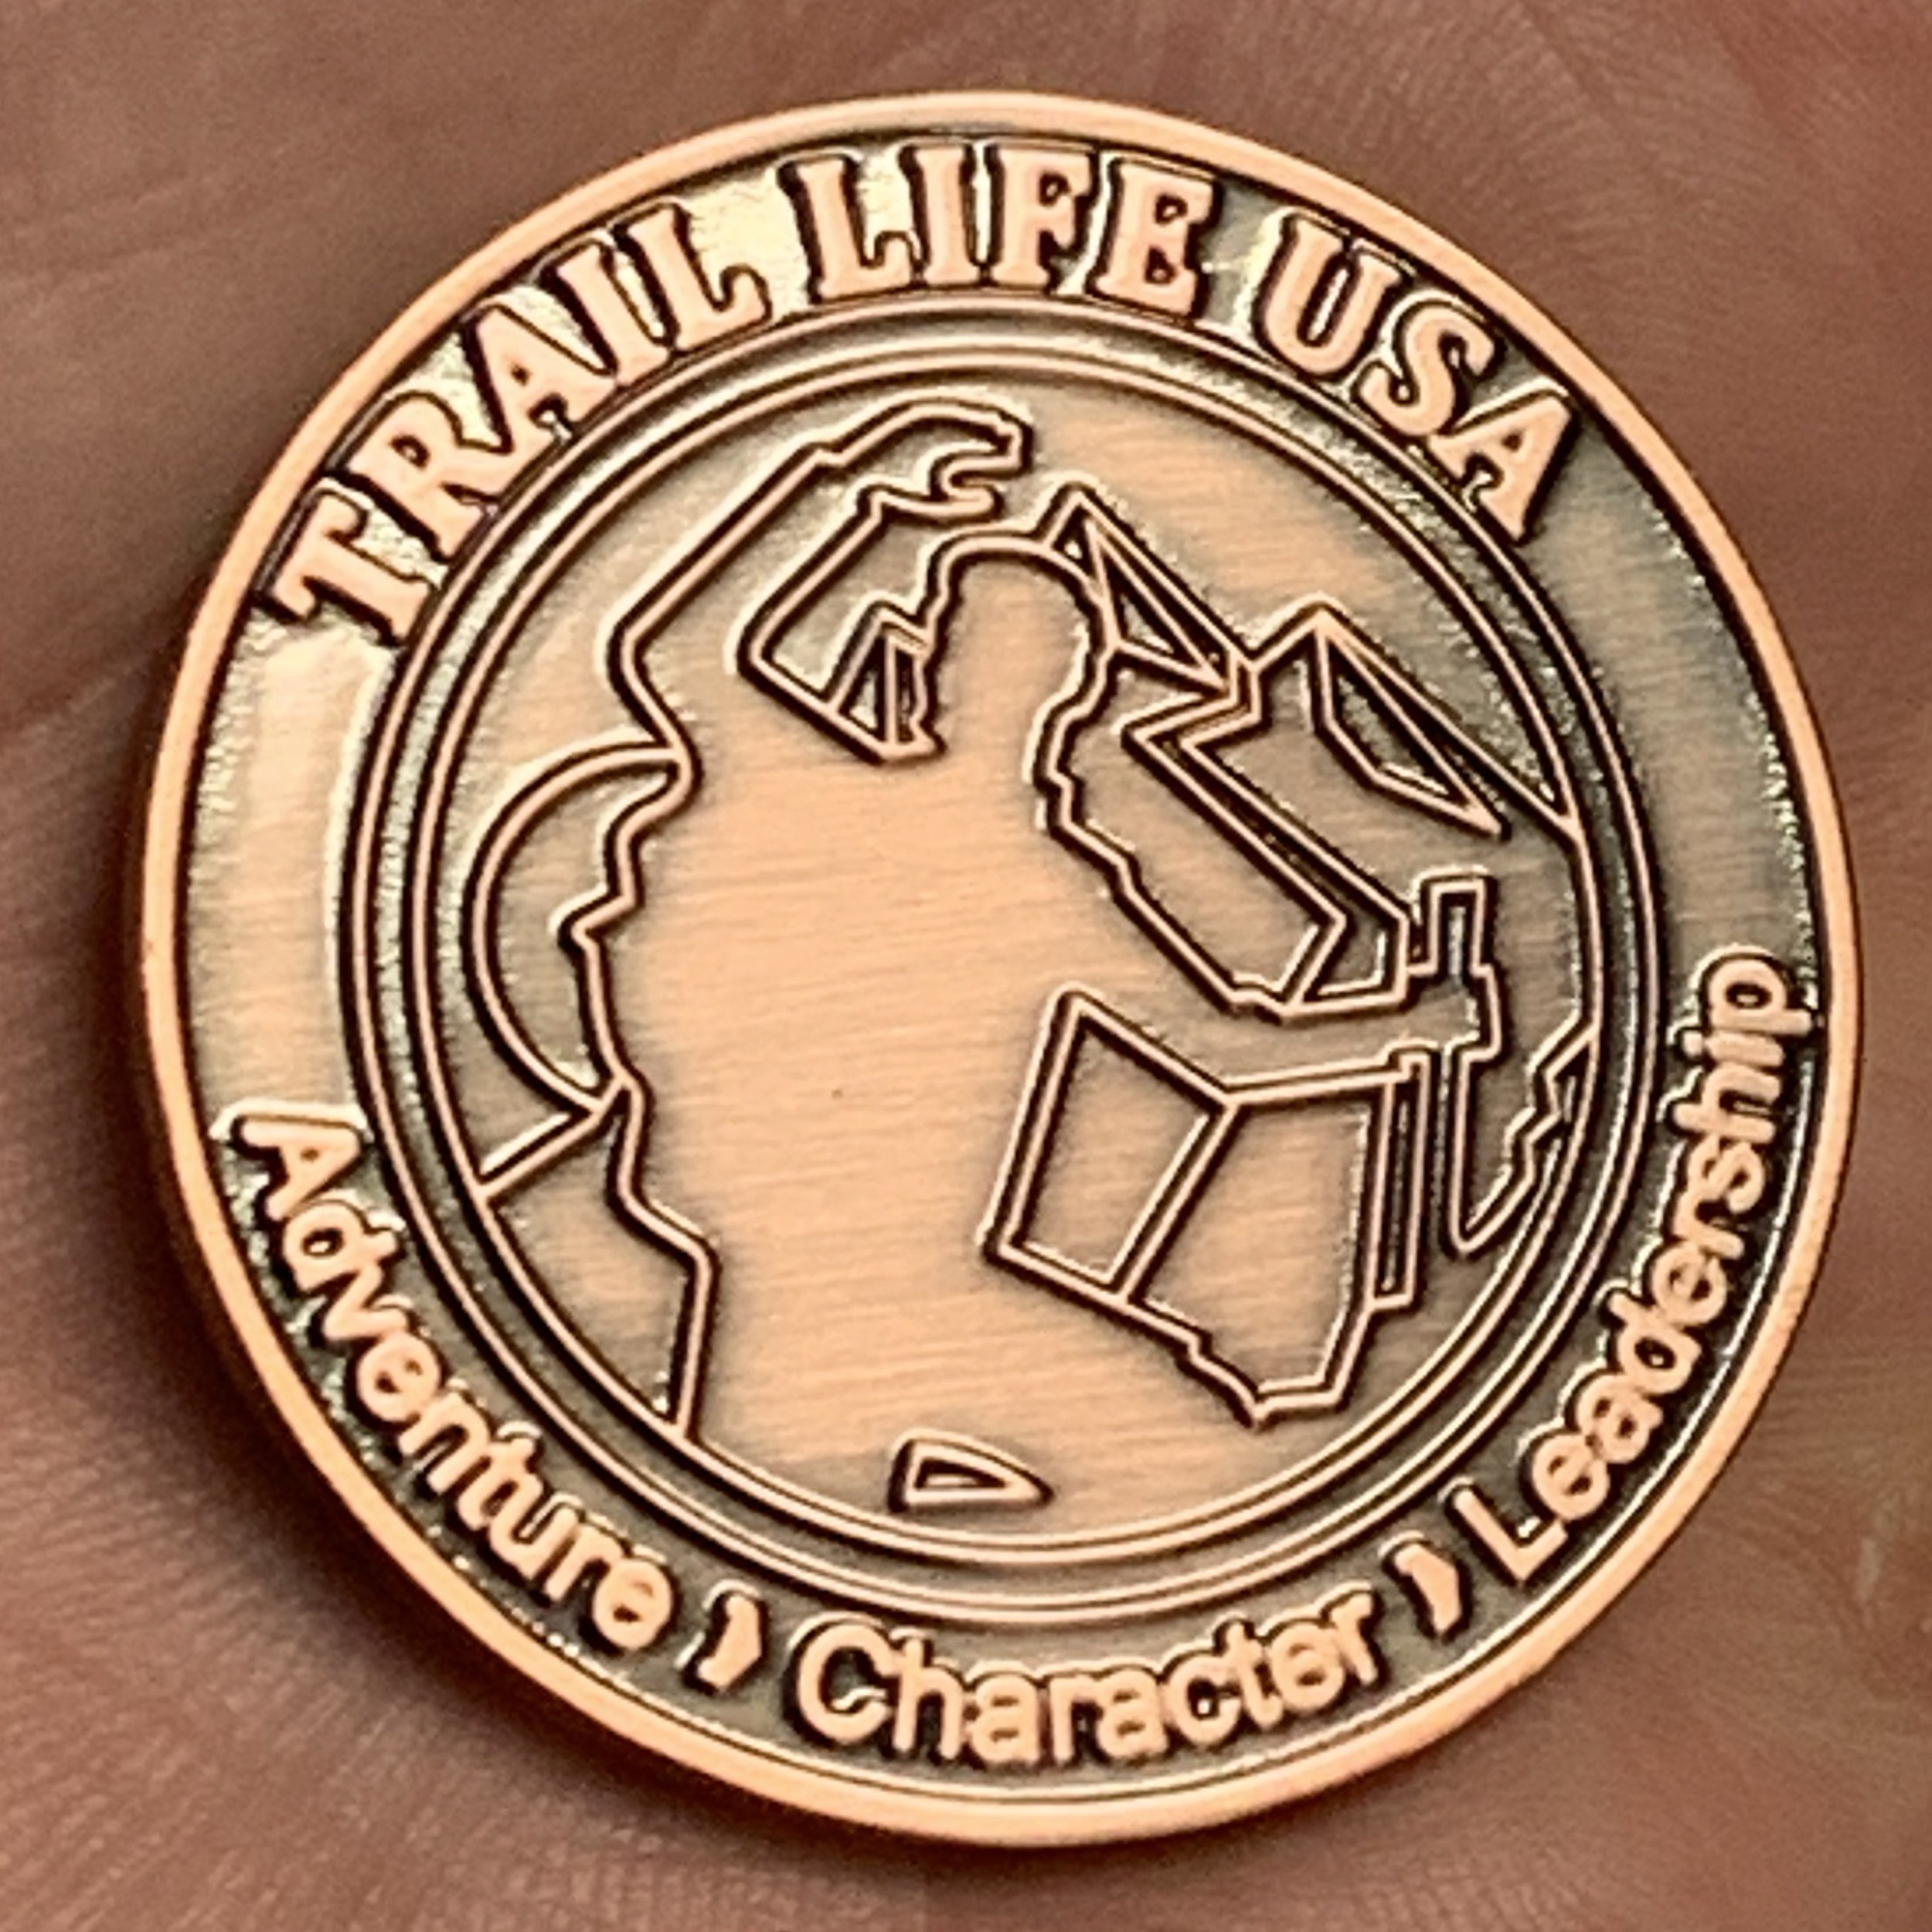 TRAIL LIFE USA
Adventure › Character › Leadership